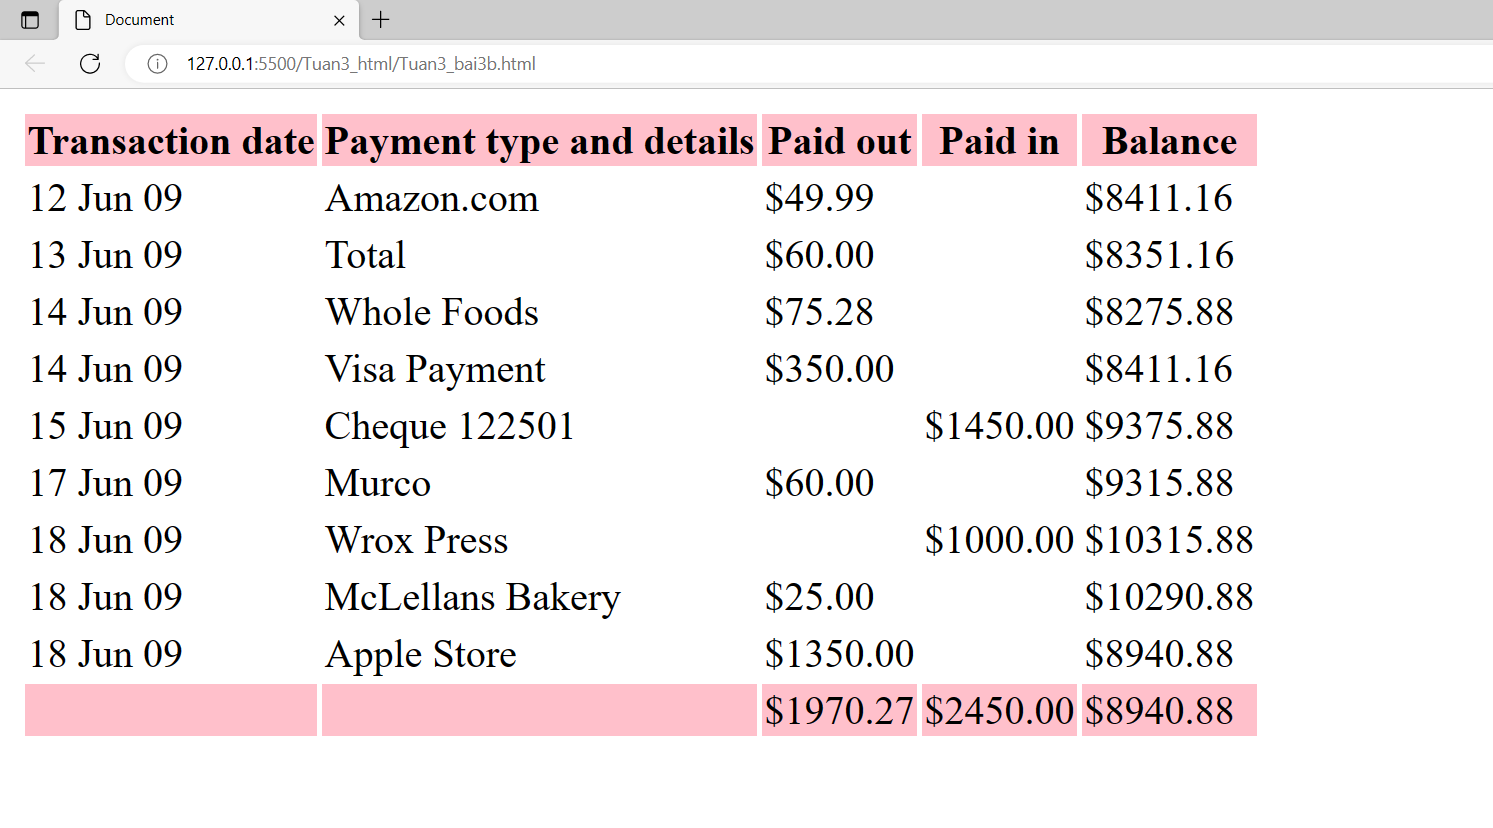 Document
127.0.0.1:5500/Tuan3_html/Tuan3_bai3b.html
Transaction date Payment type and details Paid out Paid in Balance
12 Jun 09 Amazon.com $49.99 $8411.16
13 Jun 09 Total $60.00 $8351.16
14 Jun 09 Whole Foods $75.28 $8275.88
14 Jun 09 Visa Payment $350.00 $8411.16
15 Jun 09 Cheque 122501 $1450.00 $9375.88
17 Jun 09 Murco $60.00 $9315.88
18 Jun 09 Wrox Press $1000.00 $10315.88
18 Jun 09 McLellans Bakery $25.00 $10290.88
18 Jun 09 Apple Store $1350.00 $8940.88
$1970.27 $2450.00 $8940.88